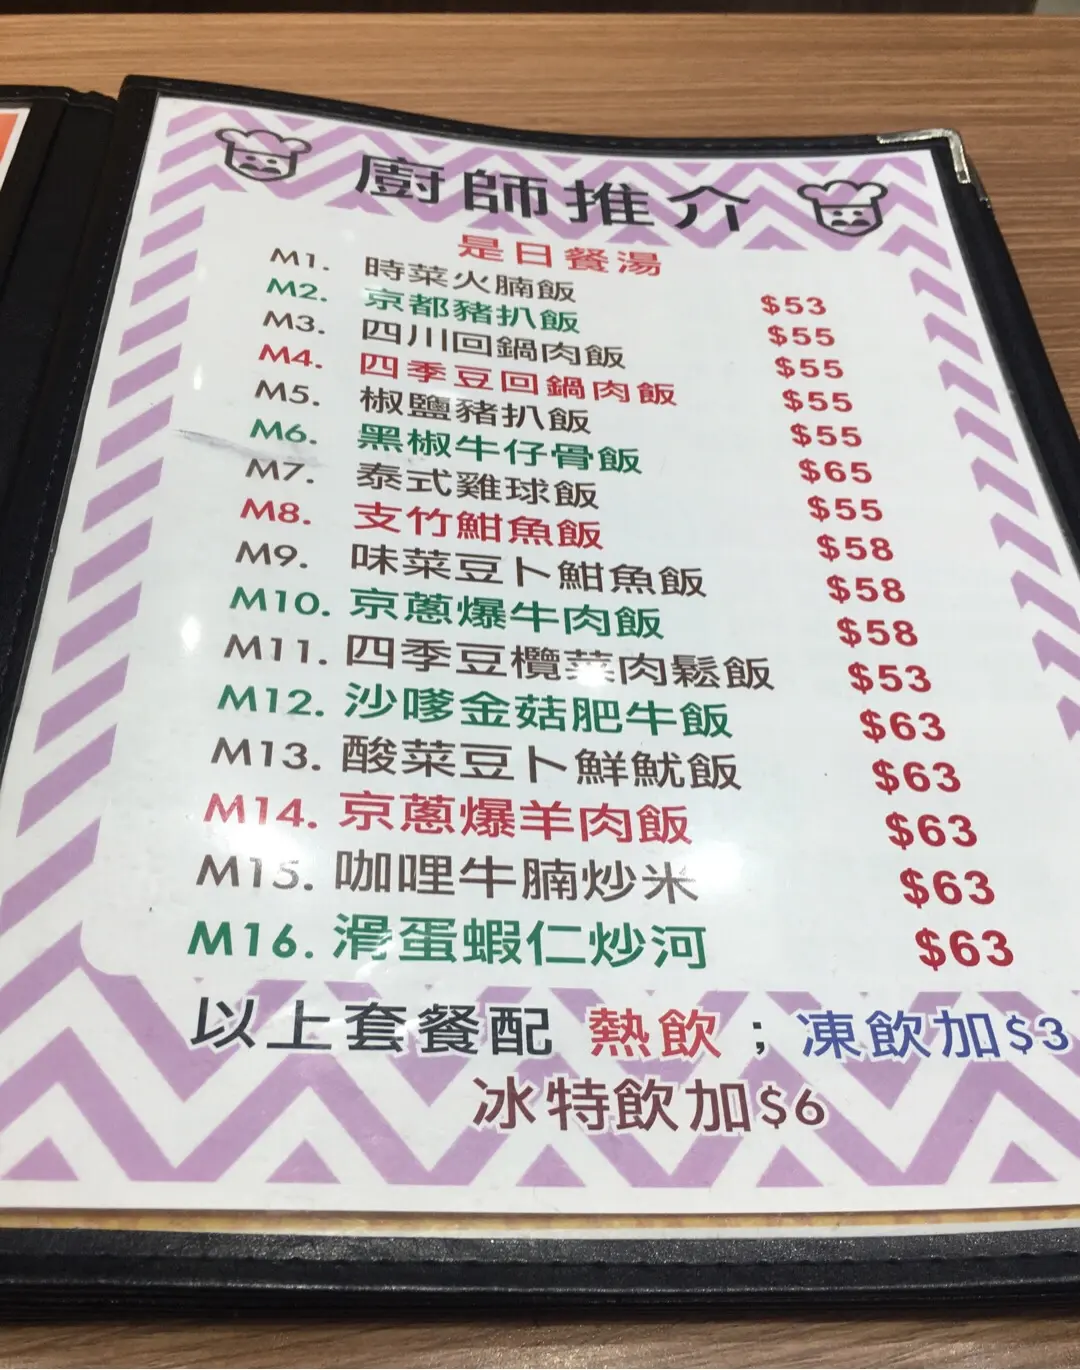 廚師推介
是日餐湯
M1. 時菜火腩飯 $53
M2. 京都豬扒飯 $55
M3. 四川回鍋肉飯 $55
M4. 四季豆回鍋肉飯 $55
M5. 椒鹽豬扒飯 $55
M6. 黑椒牛仔骨飯 $65
M7. 泰式雞球飯 $55
M8. 支竹魽魚飯 $58
M9. 味菜豆卜魽魚飯 $58
M10. 京蔥爆牛肉飯 $58
M11. 四季豆欖菜肉鬆飯 $53
M12. 沙嗲金菇肥牛飯 $63
M13. 酸菜豆卜鮮魷飯 $63
M14. 京蔥爆羊肉飯 $63
M15. 咖哩牛腩炒米 $63
M16. 滑蛋蝦仁炒河 $63
以上套餐配 熱飲；凍飲加$3
冰特飲加$6